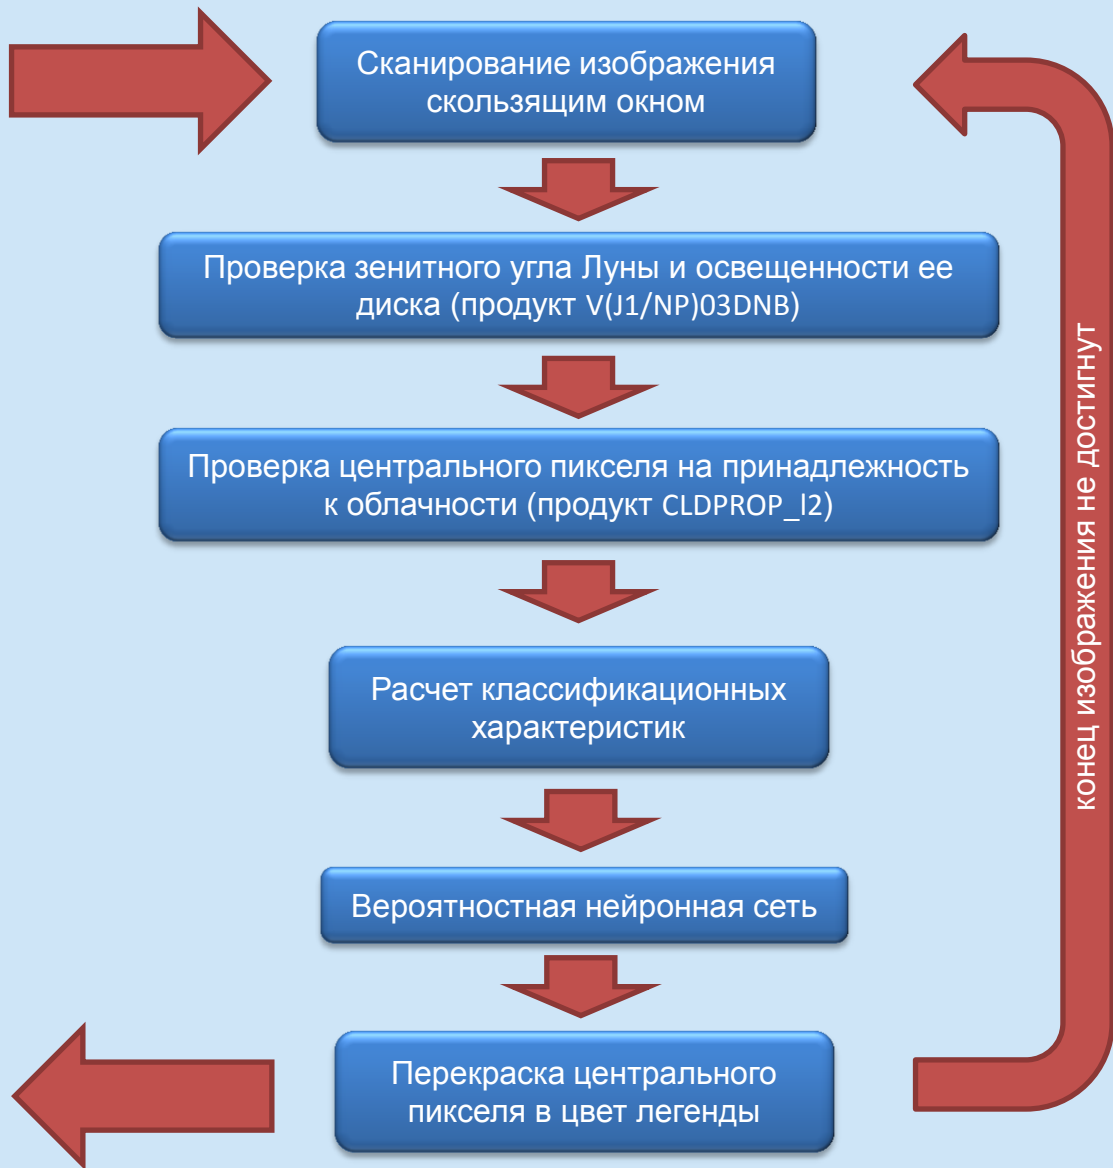 Сканирование изображения
скользящим окном
Проверка зенитного угла Луны и освещенности ее
диска (продукт V(J1/NP)03DNB)
Проверка центрального пикселя на принадлежность
к облачности (продукт CLDPROP_l2)
Расчет классификационных
характеристик
Вероятностная нейронная сеть
Перекраска центрального
пикселя в цвет легенды
конец изображения не достигнут